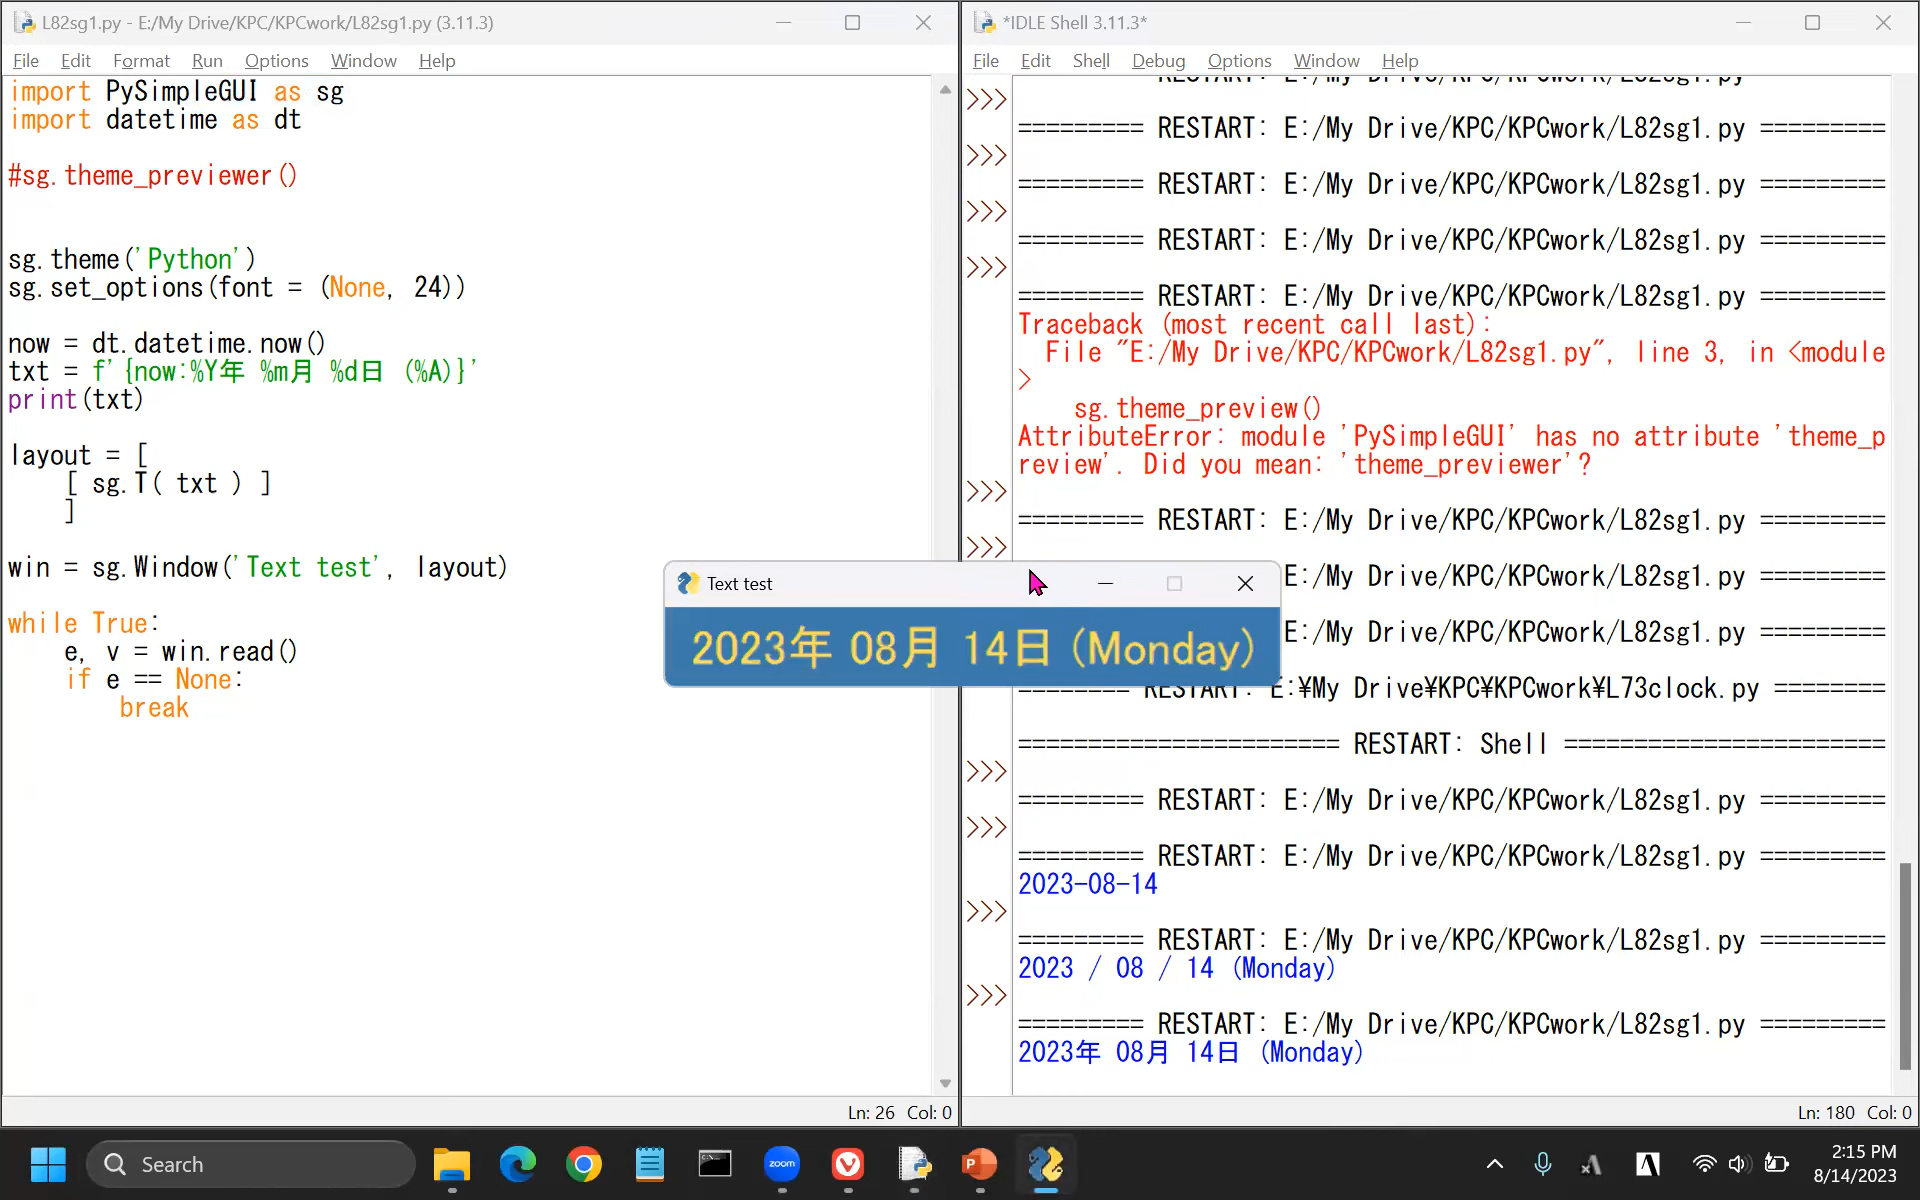 L82sg1.py - E:/My Drive/KPC/KPCwork/L82sg1.py (3.11.3)
File Edit Format Run Options Window Help
import PySimpleGUI as sg
import datetime as dt
#sg.theme_previewer()
sg.theme('Python')
sg.set_options(font = (None, 24))
now = dt.datetime.now()
txt = f'{now:%Y年 %m月 %d日 (%A)}'
print(txt)
layout = [
[ sg.T( txt ) ]
]
win = sg.Window('Text test', layout)
while True:
e, v = win.read()
if e == None:
break
Ln: 26 Col: 0
*IDLE Shell 3.11.3*
File Edit Shell Debug Options Window Help
RESTART: E:/My Drive/KPC/KPCwork/L82sg1.py
>>>
========= RESTART: E:/My Drive/KPC/KPCwork/L82sg1.py =========
>>>
========= RESTART: E:/My Drive/KPC/KPCwork/L82sg1.py =========
>>>
========= RESTART: E:/My Drive/KPC/KPCwork/L82sg1.py =========
>>>
========= RESTART: E:/My Drive/KPC/KPCwork/L82sg1.py =========
Traceback (most recent call last):
File "E:/My Drive/KPC/KPCwork/L82sg1.py", line 3, in <module
>
sg.theme_preview()
AttributeError: module 'PySimpleGUI' has no attribute 'theme_p
review'. Did you mean: 'theme_previewer'?
>>>
========= RESTART: E:/My Drive/KPC/KPCwork/L82sg1.py =========
>>>
E:/My Drive/KPC/KPCwork/L82sg1.py =========
E:/My Drive/KPC/KPCwork/L82sg1.py =========
RESTART: E:¥My Drive¥KPC¥KPCwork¥L73clock.py ========
======================= RESTART: Shell =======================
>>>
========= RESTART: E:/My Drive/KPC/KPCwork/L82sg1.py =========
>>>
========= RESTART: E:/My Drive/KPC/KPCwork/L82sg1.py =========
2023-08-14
>>>
========= RESTART: E:/My Drive/KPC/KPCwork/L82sg1.py =========
2023 / 08 / 14 (Monday)
>>>
========= RESTART: E:/My Drive/KPC/KPCwork/L82sg1.py =========
2023年 08月 14日 (Monday)
Ln: 180 Col: 0
Text test
2023年 08月 14日 (Monday)
Search
zoom
P
A
A
2:15 PM
8/14/2023